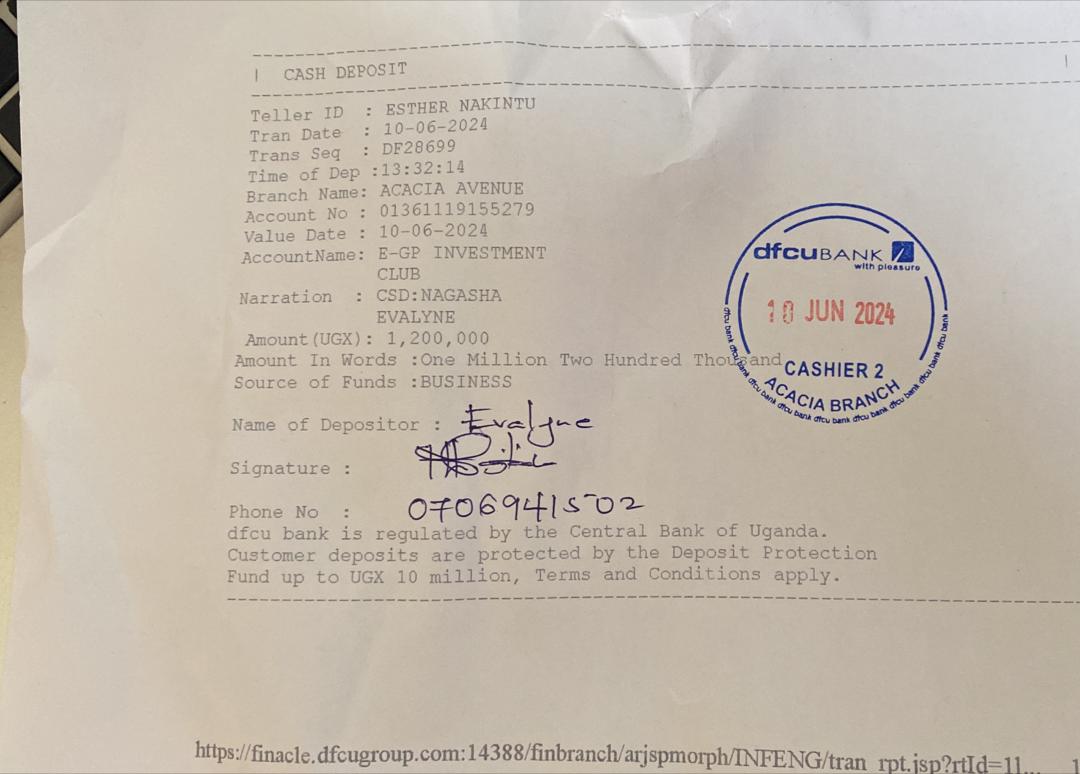 | CASH DEPOSIT |
Teller ID : ESTHER NAKINTU
Tran Date : 10-06-2024
Trans Seq : DF28699
Time of Dep :13:32:14
Branch Name: ACACIA AVENUE
Account No : 01361119155279
Value Date : 10-06-2024
AccountName: E-GP INVESTMENT
CLUB
Narration : CSD:NAGASHA
EVALYNE
Amount(UGX): 1,200,000
Amount In Words :One Million Two Hundred Thousand
Source of Funds :BUSINESS
Name of Depositor : Evalyne
Signature :
Phone No : 0706941502
dfcu bank is regulated by the Central Bank of Uganda.
Customer deposits are protected by the Deposit Protection
Fund up to UGX 10 million, Terms and Conditions apply.
dfcu BANK
with pleasure
10 JUN 2024
CASHIER 2
ACACIA BRANCH
dfcu bank dfcu bank dfcu bank dfcu bank dfcu bank dfcu bank dfcu bank dfcu bank
https://finacle.dfcugroup.com:14388/finbranch/arjspmorph/INFENG/tran_rpt.jsp?rtId=11... 1